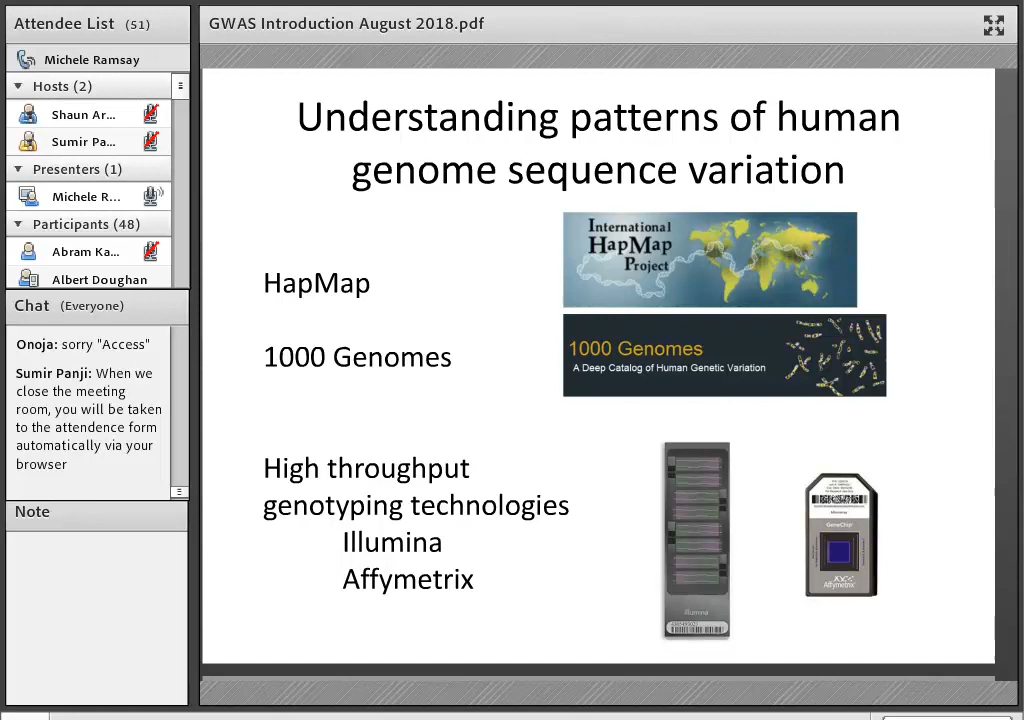 Attendee List (51)
Michele Ramsay
Hosts (2)
Shaun Ar...
Sumir Pa...
Presenters (1)
Michele R...
Participants (48)
Abram Ka...
Albert Doughan
Chat (Everyone)
Onoja: sorry "Access"
Sumir Panji: When we
close the meeting
room, you will be taken
to the attendence form
automatically via your
browser
Note
GWAS Introduction August 2018.pdf
Understanding patterns of human
genome sequence variation
HapMap
International
HapMap
Project
1000 Genomes
1000 Genomes
A Deep Catalog of Human Genetic Variation
High throughput
genotyping technologies
Illumina
Affymetrix
illumina
GeneChip
Affymetrix